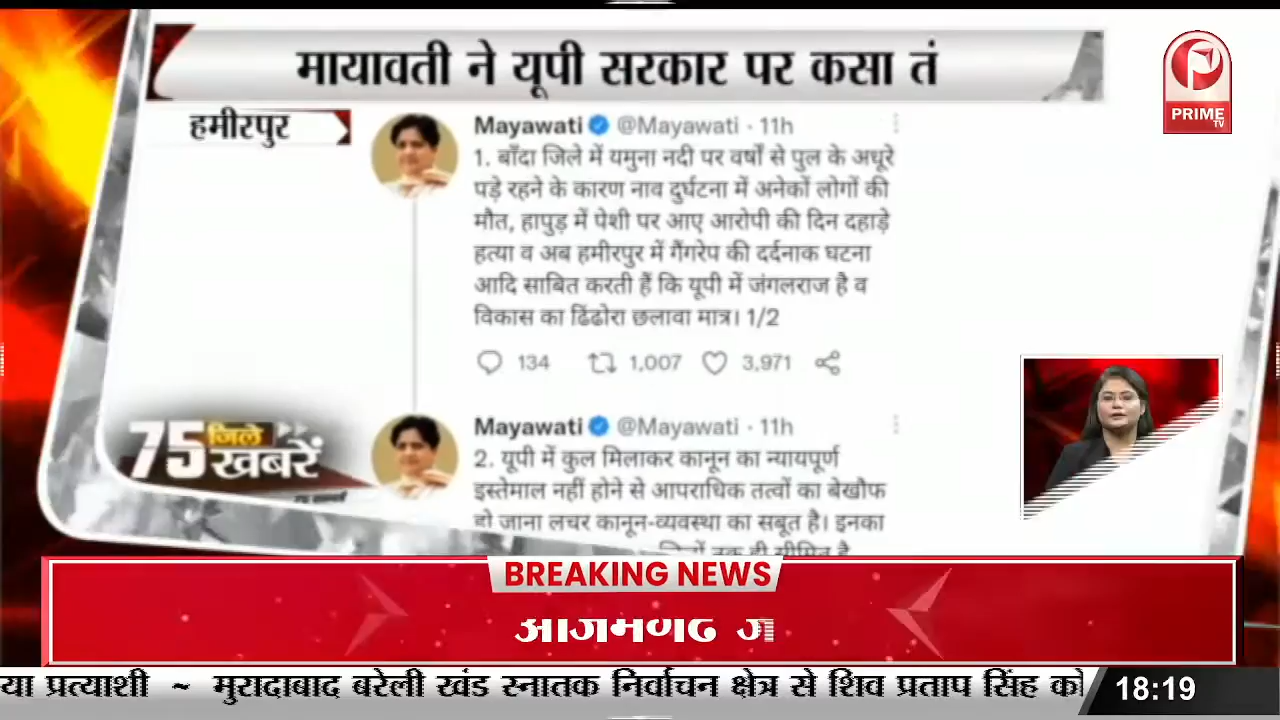 मायावती ने यूपी सरकार पर कसा तं
PRIME
TV
हमीरपुर
Mayawati @Mayawati · 11h
1. बाँदा जिले में यमुना नदी पर वर्षों से पुल के अधूरे
पड़े रहने के कारण नाव दुर्घटना में अनेकों लोगों की
मौत, हापुड़ में पेशी पर आए आरोपी की दिन दहाड़े
हत्या व अब हमीरपुर में गैंगरेप की दर्दनाक घटना
आदि साबित करती हैं कि यूपी में जंगलराज है व
विकास का ढिंढोरा छलावा मात्र। 1/2
134 1,007 3,971
Mayawati @Mayawati · 11h
2. यूपी में कुल मिलाकर कानून का न्यायपूर्ण
इस्तेमाल नहीं होने से आपराधिक तत्वों का बेखौफ
हो जाना लचर कानून-व्यवस्था का सबूत है। इनका
तक ही सीमित है
75 जिले
खबरें
BREAKING NEWS
आजमगढ़
या प्रत्याशी ~ मुरादाबाद बरेली खंड स्नातक निर्वाचन क्षेत्र से शिव प्रताप सिंह को
18:19